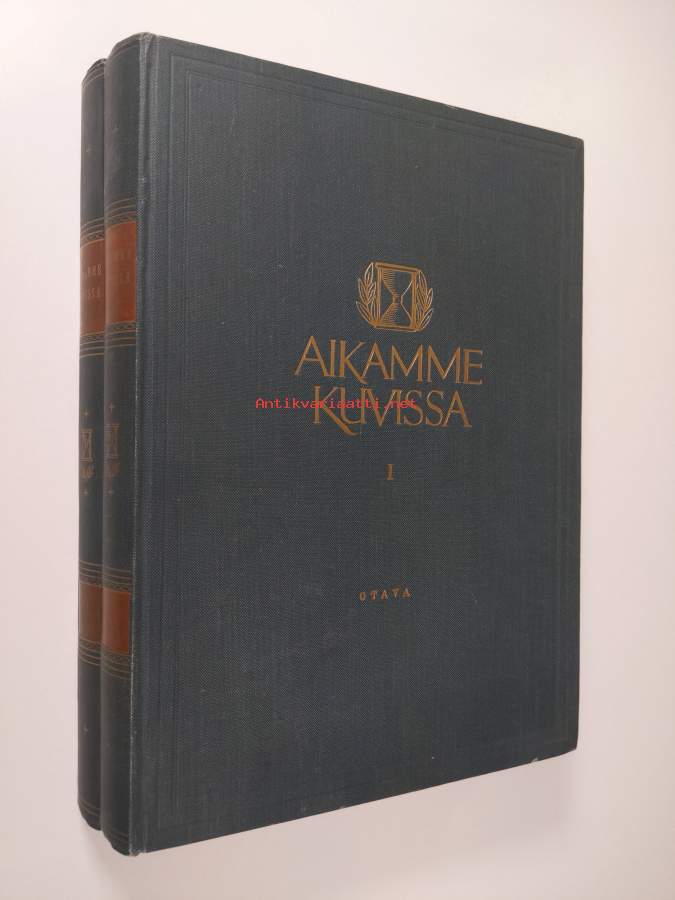 AIKAMME
KUVISSA
Antikvariaatti.net
I
OTAVA